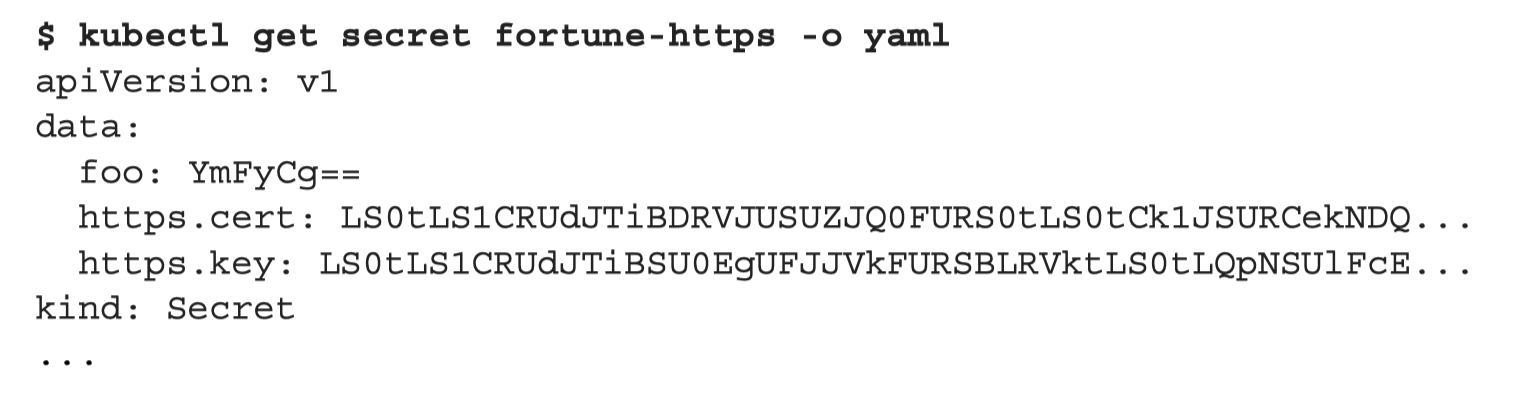 $ kubectl get secret fortune-https -o yaml
apiVersion: v1
data:
  foo: YmFyCg==
  https.cert: LS0tLS1CRUdJTiBDRVJUSUZJQ0FURS0tLS0tCk1JSURCekNDQ...
  https.key: LS0tLS1CRUdJTiBSU0EgUFJJVkFURSBLRVktLS0tLQpNSUlFcE...
kind: Secret
...